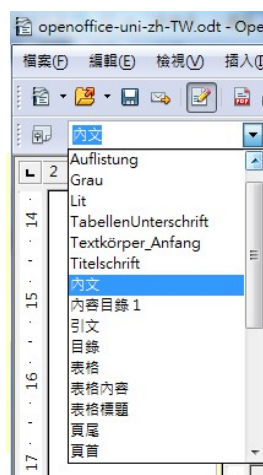 openoffice-uni-zh-TW.odt - Ope
檔案(F) 編輯(E) 檢視(V) 插入(I
內文
L 2
Auflistung
Grau
Lit
TabellenUnterschrift
Textkörper_Anfang
Titelschrift
內文
內容目錄 1
引文
目錄
表格
表格內容
表格標題
頁尾
頁首
14
15
16
17